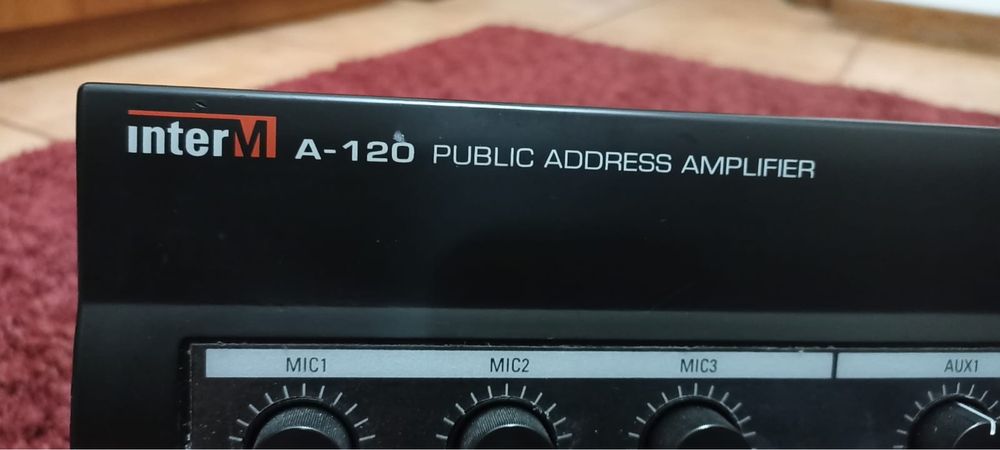 interM A-120 PUBLIC ADDRESS AMPLIFIER
MIC1 MIC2 MIC3 AUX1